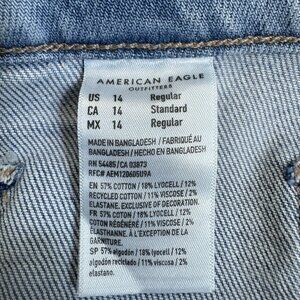 AMERICAN EAGLE
OUTFITTERS
US 14 Regular
CA 14 Standard
MX 14 Regular
MADE IN BANGLADESH / FABRIQUÉ AU
BANGLADESH / HECHO EN BANGLADESH
RN 54485/CA 03873
RFC# AEM120605U9A
EN 57% COTTON / 18% LYOCELL / 12%
RECYCLED COTTON / 11% VISCOSE / 2%
ELASTANE. EXCLUSIVE OF DECORATION.
FR 57% COTON / 18% LYOCELL / 12%
COTON RECYCLÉ / 11% VISCOSE / 2%
ÉLASTHANNE. À L'EXCEPTION DE LA
GARNITURE.
SP 57% algodón / 18% lyocell / 12%
algodón reciclado / 11% viscosa / 2%
elastano.